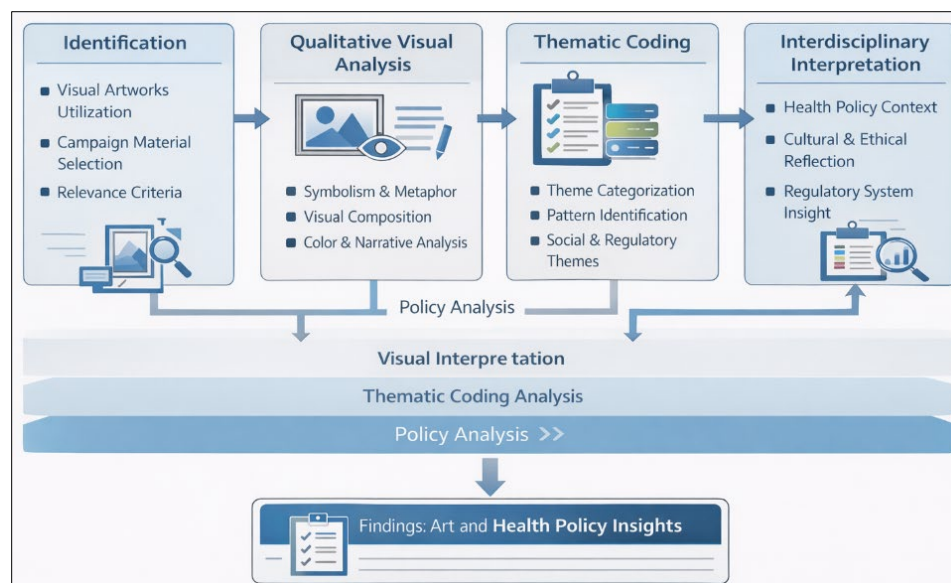 Identification
Visual Artworks
Utilization
Campaign Material
Selection
Relevance Criteria
Qualitative Visual
Analysis
Symbolism & Metaphor
Visual Composition
Color & Narrative Analysis
Thematic Coding
Theme Categorization
Pattern Identification
Social & Regulatory
Themes
Interdisciplinary
Interpretation
Health Policy Context
Cultural & Ethical
Reflection
Regulatory System
Insight
Policy Analysis
Visual Interpre tation
Thematic Coding Analysis
Policy Analysis >>
Findings: Art and Health Policy Insights